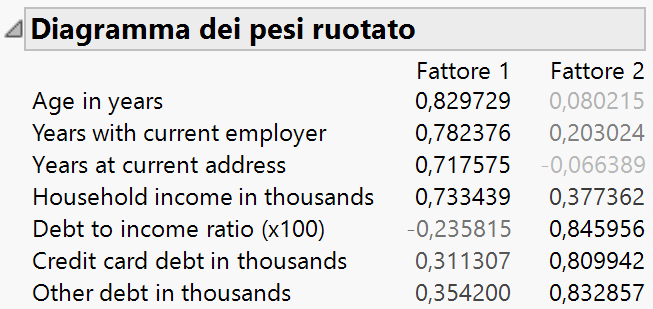 Diagramma dei pesi ruotato
Fattore 1 Fattore 2
Age in years 0,829729 0,080215
Years with current employer 0,782376 0,203024
Years at current address 0,717575 -0,066389
Household income in thousands 0,733439 0,377362
Debt to income ratio (x100) -0,235815 0,845956
Credit card debt in thousands 0,311307 0,809942
Other debt in thousands 0,354200 0,832857